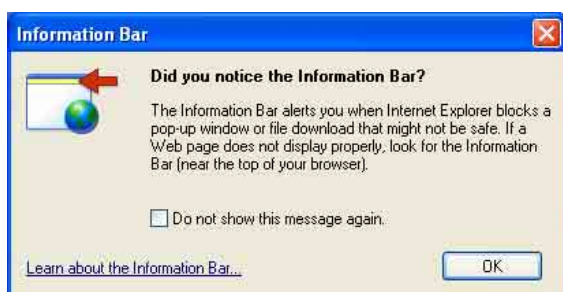 Information Bar
Did you notice the Information Bar?
The Information Bar alerts you when Internet Explorer blocks a
pop-up window or file download that might not be safe. If a
Web page does not display properly, look for the Information
Bar (near the top of your browser).
Do not show this message again.
Learn about the Information Bar...
OK